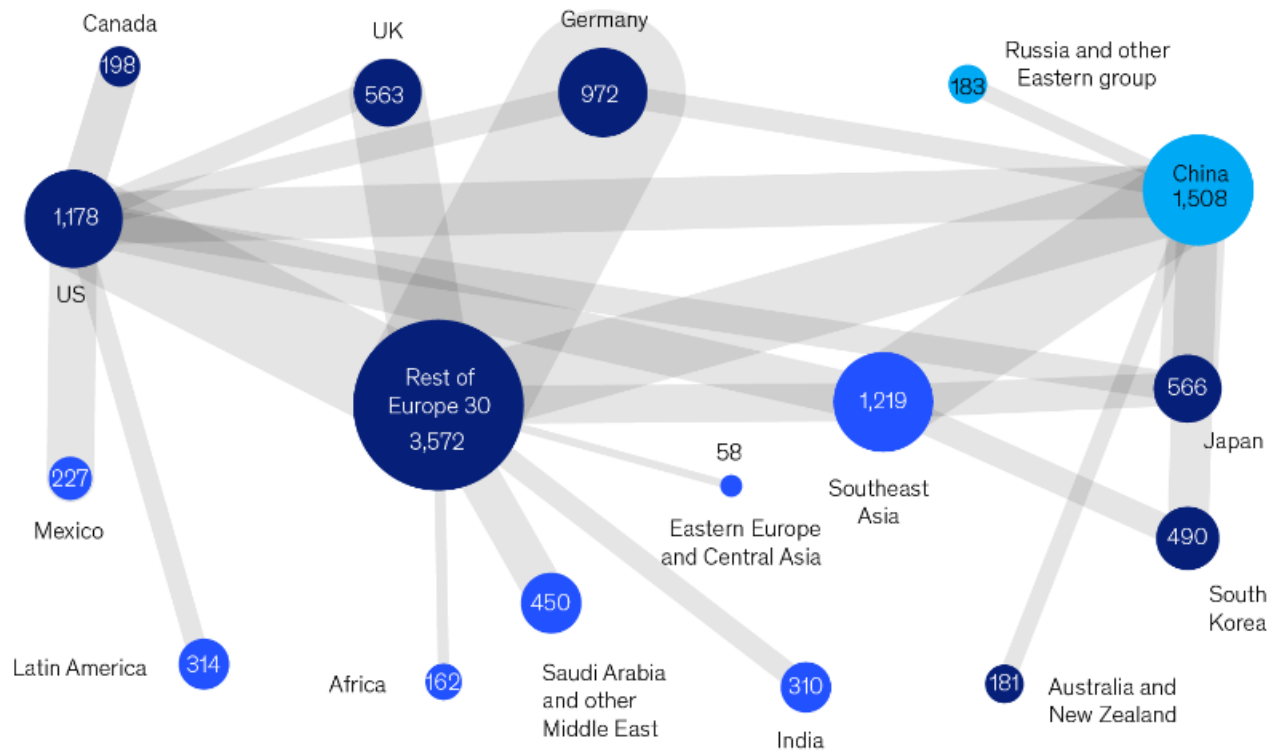 Canada
198
UK
563
Germany
972
Russia and other
Eastern group
183
China
1,508
1,178
US
Rest of
Europe 30
3,572
1,219
Southeast
Asia
566
Japan
58
Eastern Europe
and Central Asia
227
Mexico
490
South
Korea
450
Saudi Arabia
and other
Middle East
Latin America
314
Africa
162
310
India
181
Australia and
New Zealand